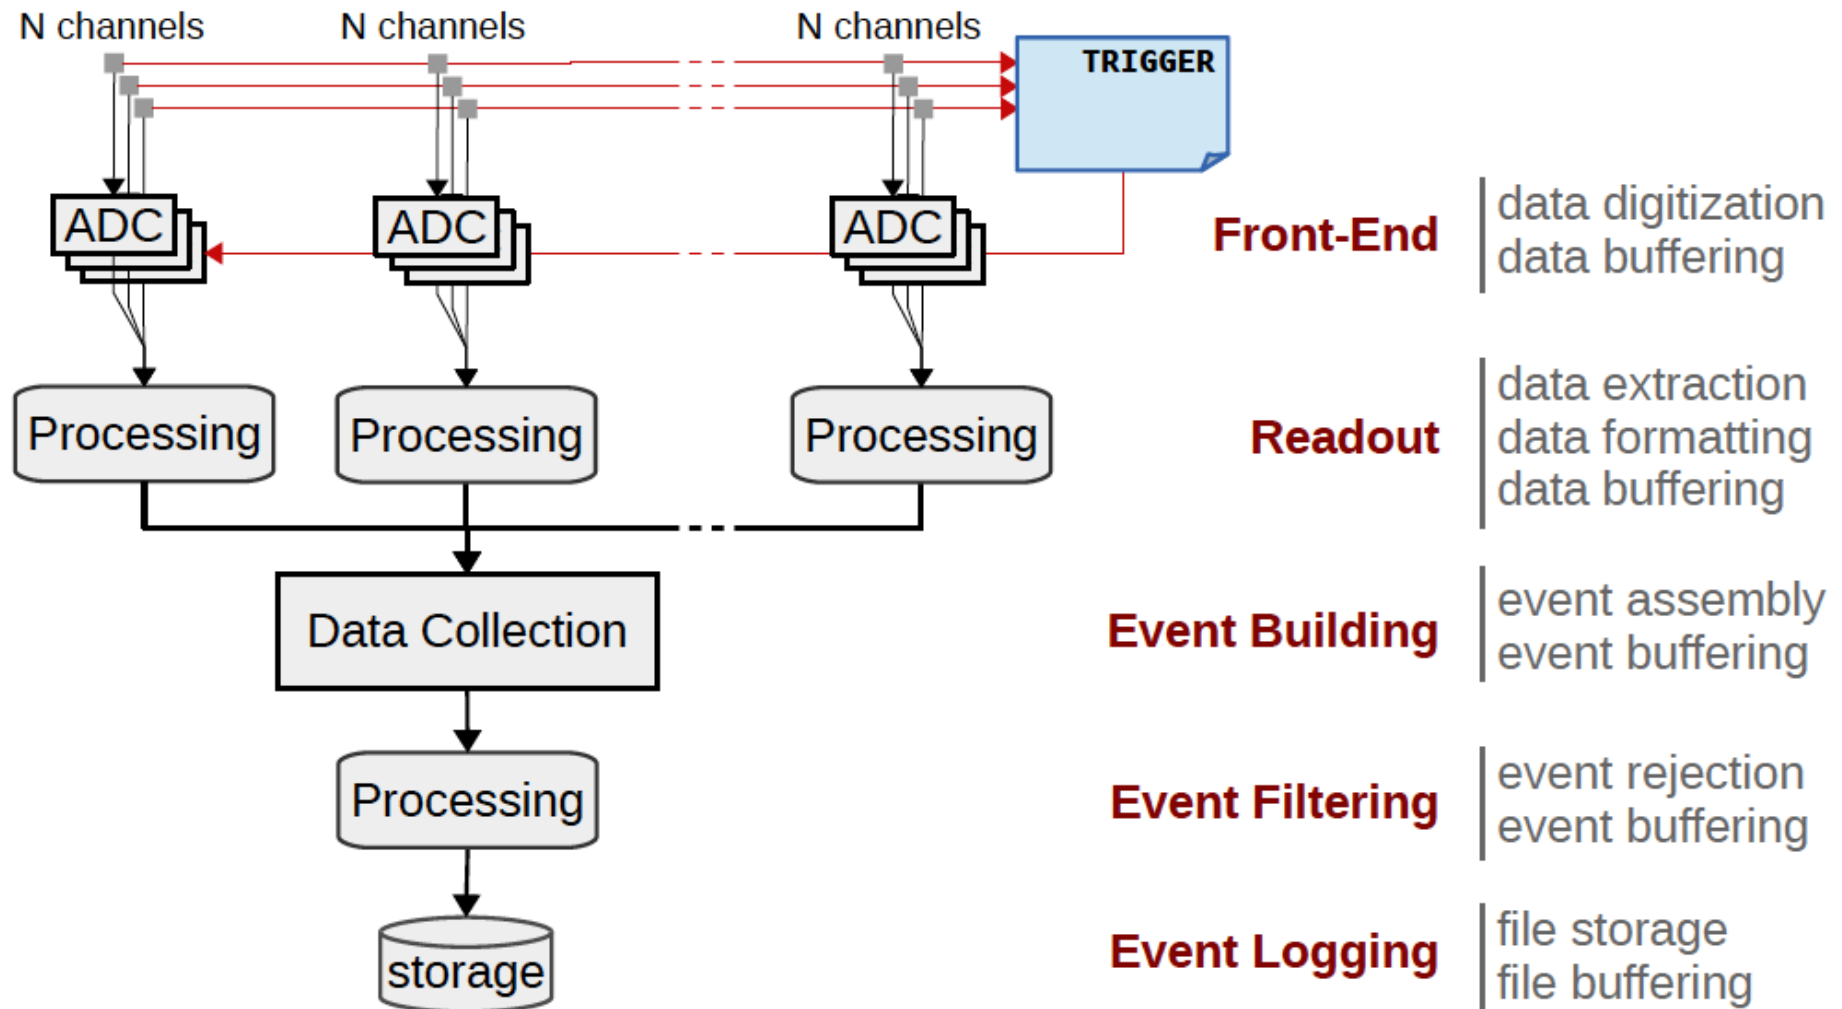 N channels
N channels
N channels
TRIGGER
ADC
ADC
ADC
Front-End
data digitization
data buffering
Processing
Processing
Processing
Readout
data extraction
data formatting
data buffering
Data Collection
Event Building
event assembly
event buffering
Processing
Event Filtering
event rejection
event buffering
storage
Event Logging
file storage
file buffering